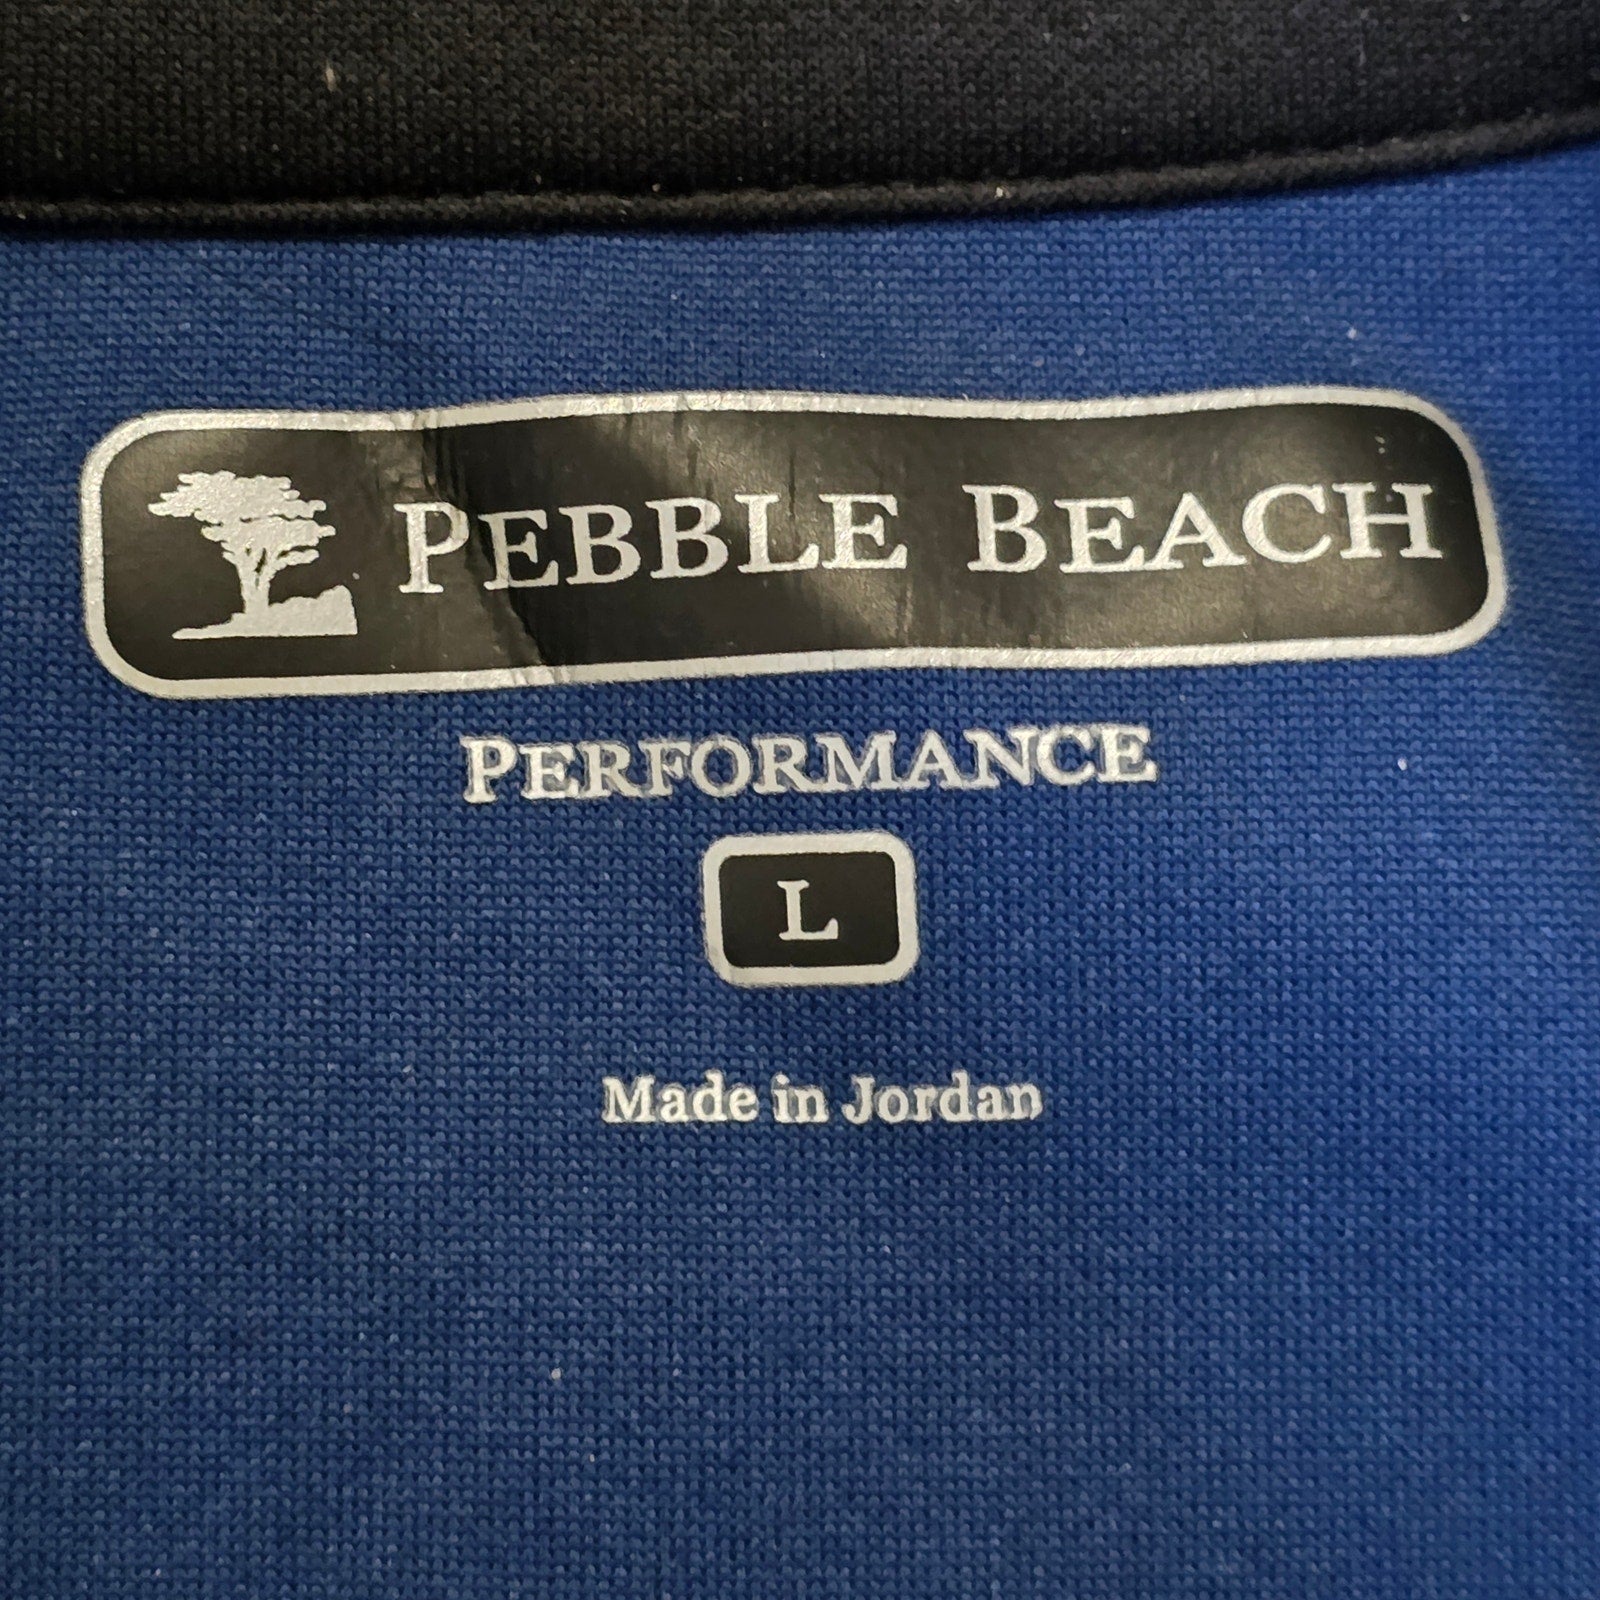 PEBBLE BEACH
PERFORMANCE
L
Made in Jordan